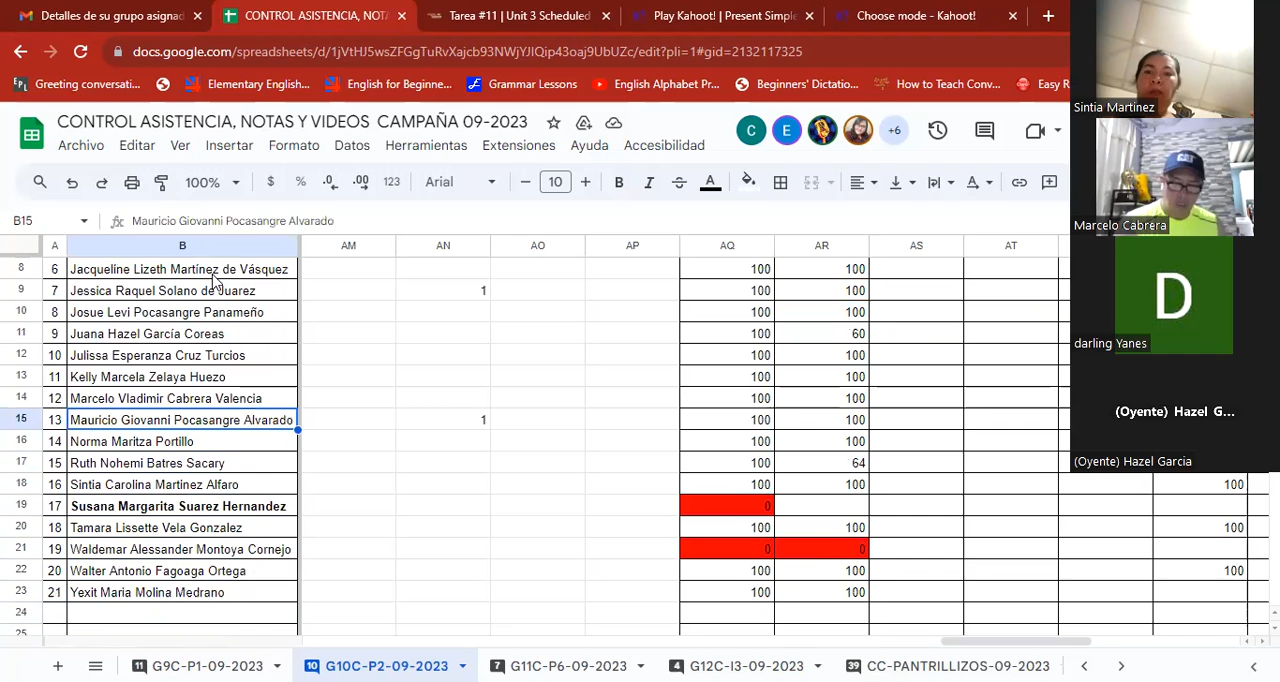 Detalles de su grupo asignad
CONTROL ASISTENCIA, NOTA
Tarea #11 | Unit 3 Scheduled
Play Kahoot! | Present Simple
Choose mode - Kahoot!
docs.google.com/spreadsheets/d/1jVtHJ5wsZFGgTuRvXajcb93NWjYJIQip43oaj9UbUZc/edit?pli=1#gid=2132117325
Greeting conversati...
Elementary English...
English for Beginne...
Grammar Lessons
English Alphabet Pr...
Beginners' Dictatio...
How to Teach Conv...
Easy R
CONTROL ASISTENCIA, NOTAS Y VIDEOS CAMPAÑA 09-2023
C
E
+6
Archivo Editar Ver Insertar Formato Datos Herramientas Extensiones Ayuda Accesibilidad
100% $ % .0 .00 123 Arial − 10 + B I A
B15 fx Mauricio Giovanni Pocasangre Alvarado
A B AM AN AO AP AQ AR AS AT
8 6 Jacqueline Lizeth Martínez de Vásquez 100 100
9 7 Jessica Raquel Solano de Juarez 1 100 100
10 8 Josue Levi Pocasangre Panameño 100 100
11 9 Juana Hazel García Coreas 100 60
12 10 Julissa Esperanza Cruz Turcios 100 100
13 11 Kelly Marcela Zelaya Huezo 100 100
14 12 Marcelo Vladimir Cabrera Valencia 100 100
15 13 Mauricio Giovanni Pocasangre Alvarado 1 100 100
16 14 Norma Maritza Portillo 100 100
17 15 Ruth Nohemi Batres Sacary 100 64
18 16 Sintia Carolina Martinez Alfaro 100 100 100
19 17 Susana Margarita Suarez Hernandez 0
20 18 Tamara Lissette Vela Gonzalez 100 100 100
21 19 Waldemar Alessander Montoya Cornejo 0 0
22 20 Walter Antonio Fagoaga Ortega 100 100 100
23 21 Yexit Maria Molina Medrano 100 100
24
25
11 G9C-P1-09-2023
10 G10C-P2-09-2023
7 G11C-P6-09-2023
4 G12C-I3-09-2023
39 CC-PANTRILLIZOS-09-2023
Sintia Martínez
CAT
Marcelo Cabrera
D
darling Yanes
(Oyente) Hazel G...
(Oyente) Hazel Garcia